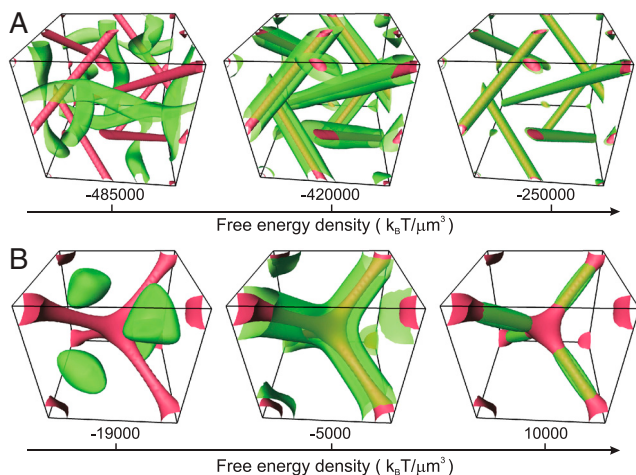 A
-485000
-420000
-250000
Free energy density ( k_BT/μm³ )
B
-19000
-5000
10000
Free energy density ( k_BT/μm³ )